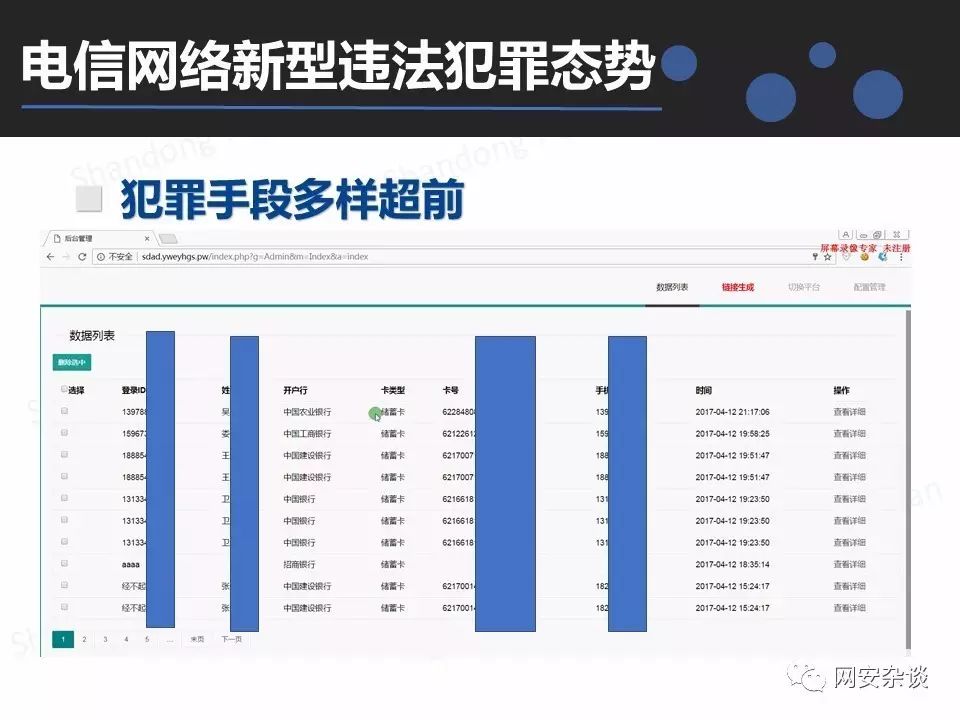 电信网络新型违法犯罪态势
犯罪手段多样超前
后台管理
屏幕录像专家 未注册
不安全 sdad.yweyhgs.pw/index.php?g=Admin&m=Index&a=index
数据列表 链接生成 切换平台 配置管理
数据列表
删除选中
选择 登录ID 姓 开户行 卡类型 卡号 手机 时间 操作
139788 吴 中国农业银行 储蓄卡 62284808 139 2017-04-12 21:17:06 查看详细
159673 娄 中国工商银行 储蓄卡 62122612 159 2017-04-12 19:58:25 查看详细
188854 王 中国建设银行 储蓄卡 6217007 188 2017-04-12 19:51:47 查看详细
188854 王 中国建设银行 储蓄卡 6217007 188 2017-04-12 19:51:47 查看详细
131334 卫 中国银行 储蓄卡 6216618 131 2017-04-12 19:23:50 查看详细
131334 卫 中国银行 储蓄卡 6216618 131 2017-04-12 19:23:50 查看详细
131334 卫 中国银行 储蓄卡 6216618 131 2017-04-12 19:23:50 查看详细
aaaa 招商银行 储蓄卡 2017-04-12 18:35:14 查看详细
经不起 张 中国建设银行 储蓄卡 62170014 182 2017-04-12 15:24:17 查看详细
经不起 张 中国建设银行 储蓄卡 62170014 182 2017-04-12 15:24:17 查看详细
1 2 3 4 5 ... 末页 下一页
网安杂谈